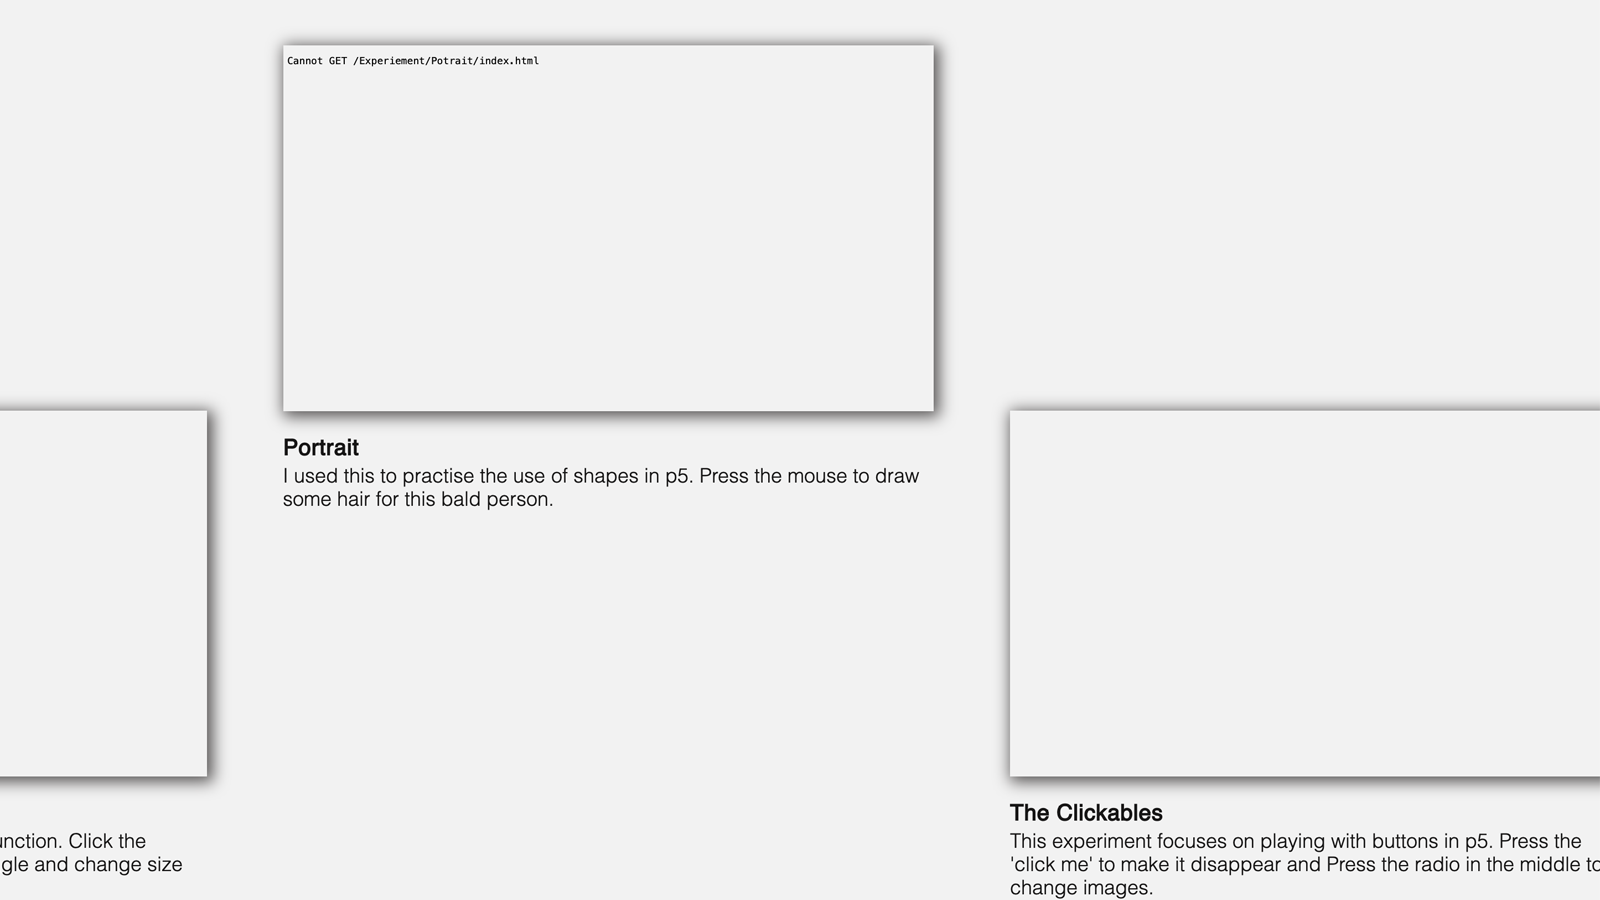 Cannot GET /Experiement/Potrait/index.html
Portrait
I used this to practise the use of shapes in p5. Press the mouse to draw
some hair for this bald person.
Click the
and change size
The Clickables
This experiment focuses on playing with buttons in p5. Press the
'click me' to make it disappear and Press the radio in the middle to
change images.